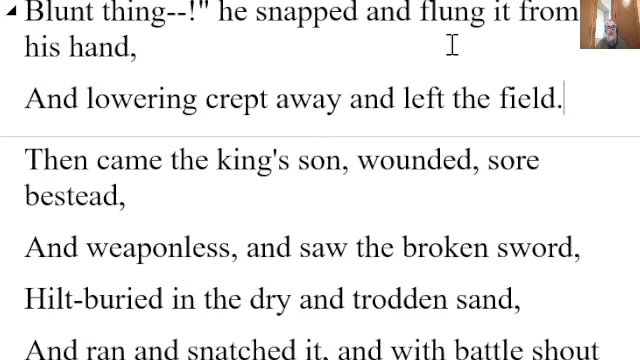 Blunt thing--!" he snapped and flung it from
his hand,
And lowering crept away and left the field.
Then came the king's son, wounded, sore
bestead,
And weaponless, and saw the broken sword,
Hilt-buried in the dry and trodden sand,
And ran and snatched it, and with battle shout